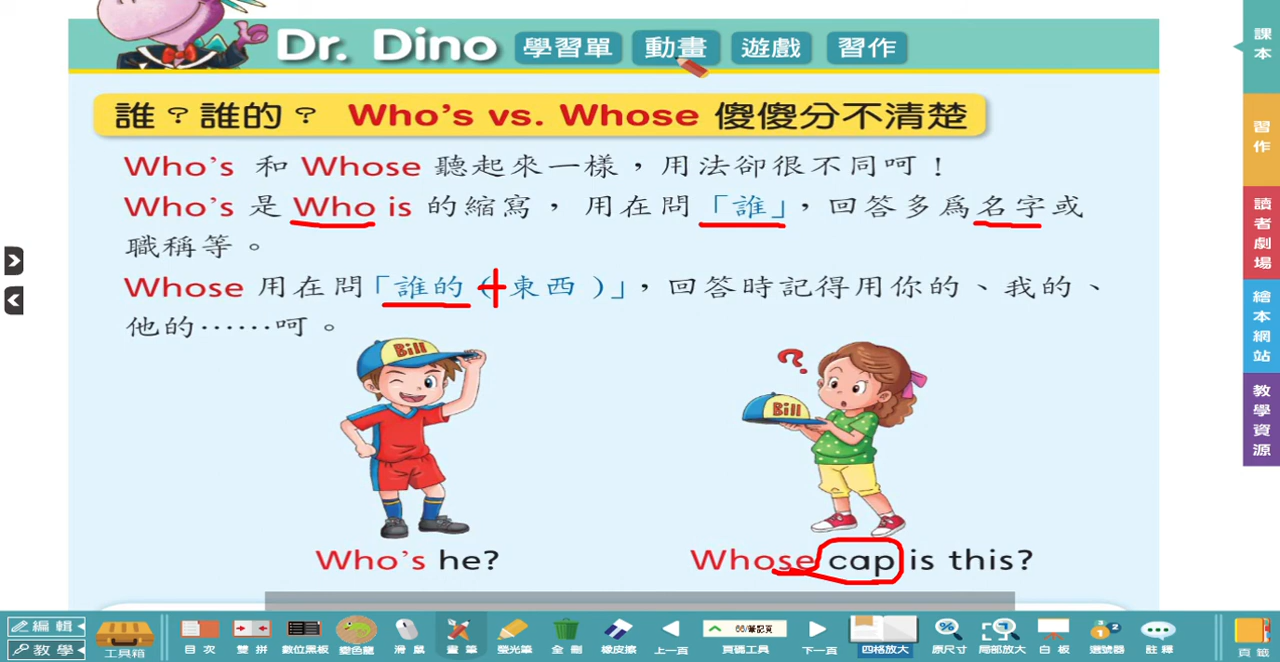 Dr. Dino 學習單 動畫 遊戲 習作
誰？誰的？ Who's vs. Whose 傻傻分不清楚
Who's 和 Whose 聽起來一樣，用法卻很不同呵！
Who's 是 Who is 的縮寫，用在問「誰」，回答多為名字或
職稱等。
Whose 用在問「誰的（+東西）」，回答時記得用你的、我的、
他的……呵。
Bill
Bill
?
Who's he?
Whose cap is this?
課本
習作
讀者劇場
繪本網站
教學資源
編輯
教學
工具箱
目次
雙拼
數位黑板
變色龍
滑鼠
畫筆
螢光筆
全刪
橡皮擦
上一頁
66/筆記頁
頁碼工具
下一頁
四格放大
原尺寸
局部放大
白板
選號器
註釋
頁籤